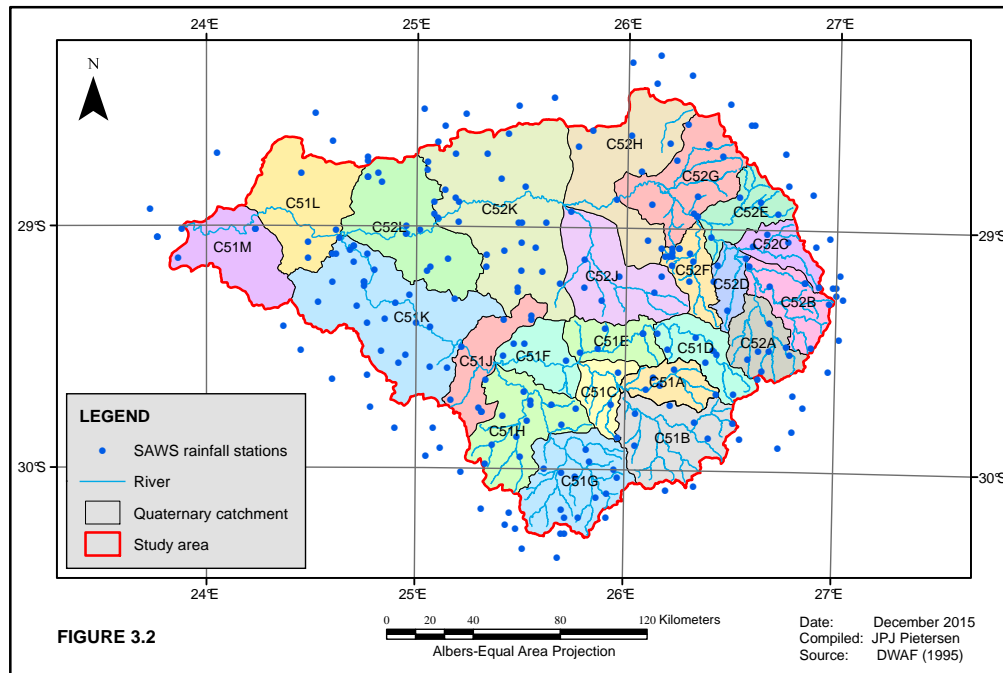 24°E 25°E 26°E 27°E
N
C52H
C52G
C51L
C52E
C52K
C52L
C51M
C52C
C52F
C52J
C52D
C52B
C51K
C52A
C51E
C51D
C51F
C51J
C51A
C51C
C51H
C51B
C51G
29°S 29°S
30°S 30°S
LEGEND
SAWS rainfall stations
River
Quaternary catchment
Study area
24°E 25°E 26°E 27°E
FIGURE 3.2
0 20 40 80 120 Kilometers
Albers-Equal Area Projection
Date: December 2015
Compiled: JPJ Pietersen
Source: DWAF (1995)